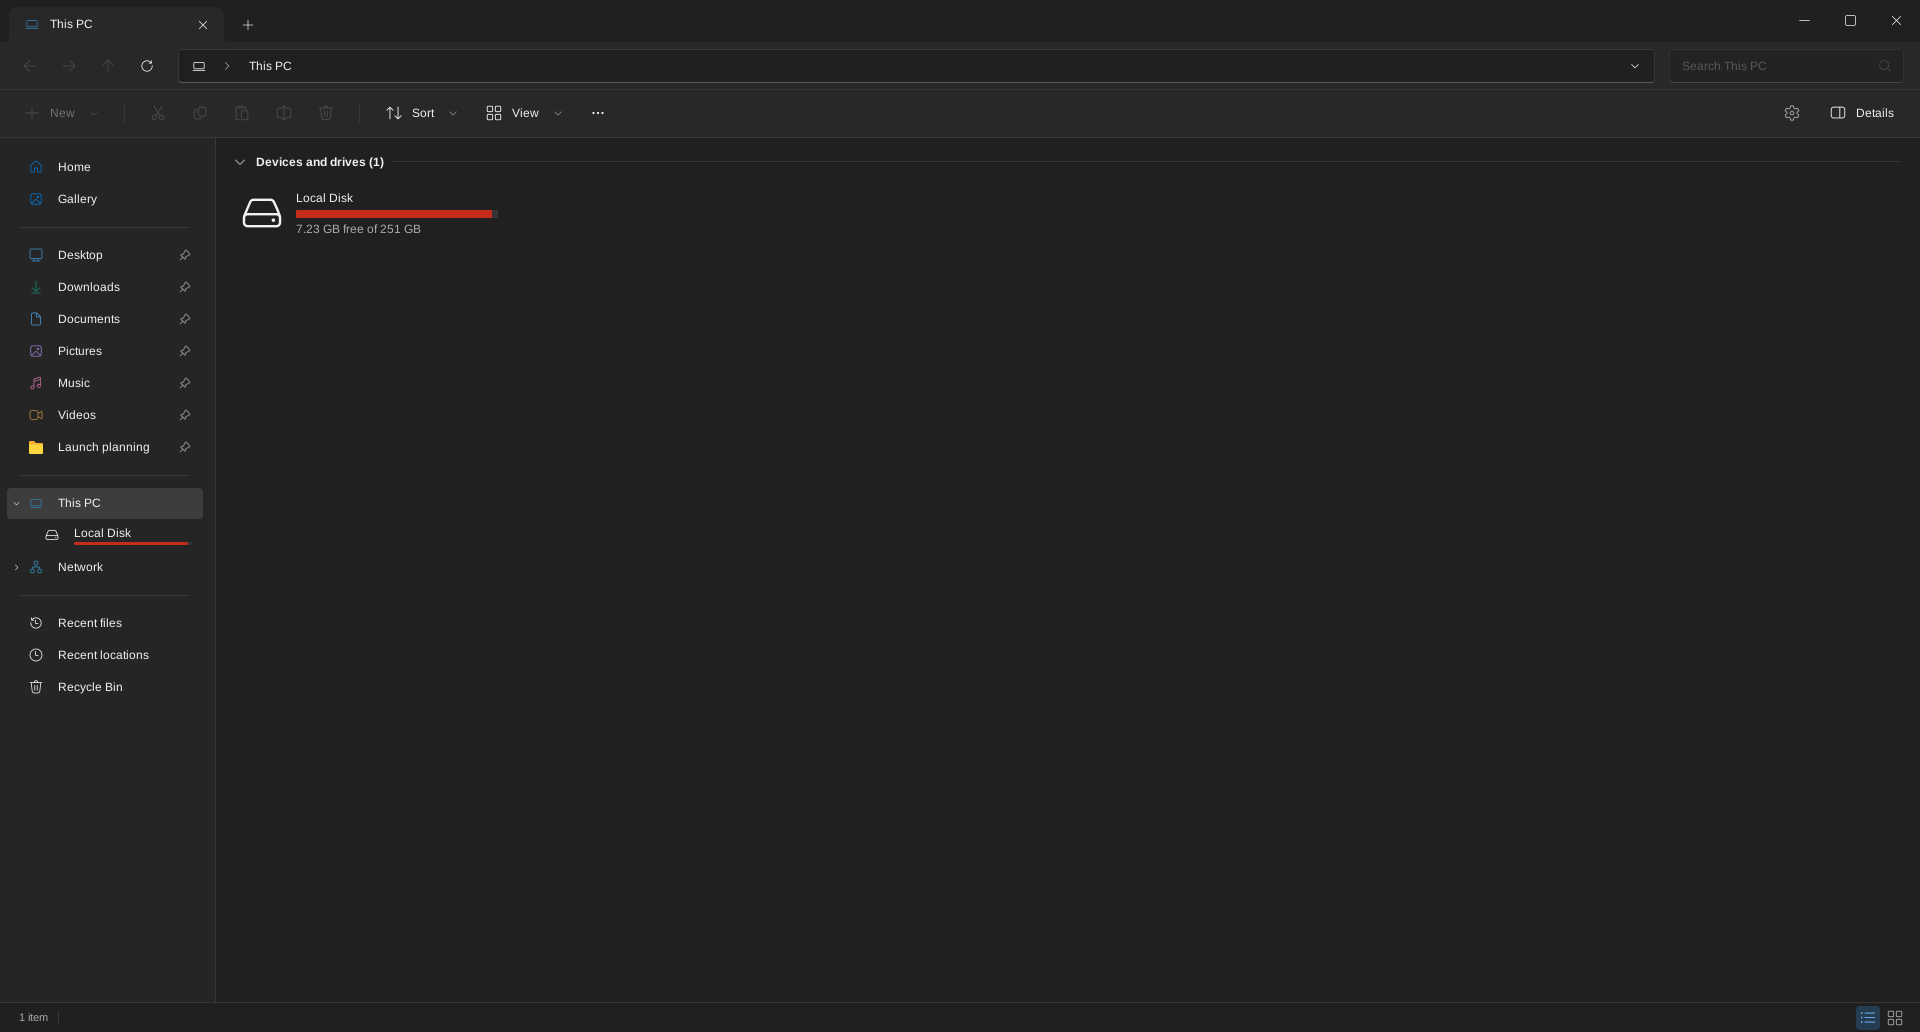 This PC
This PC
Search This PC
New
Sort
View
Details
Home
Gallery
Desktop
Downloads
Documents
Pictures
Music
Videos
Launch planning
This PC
Local Disk
Network
Recent files
Recent locations
Recycle Bin
Devices and drives (1)
Local Disk
7.23 GB free of 251 GB
1 item